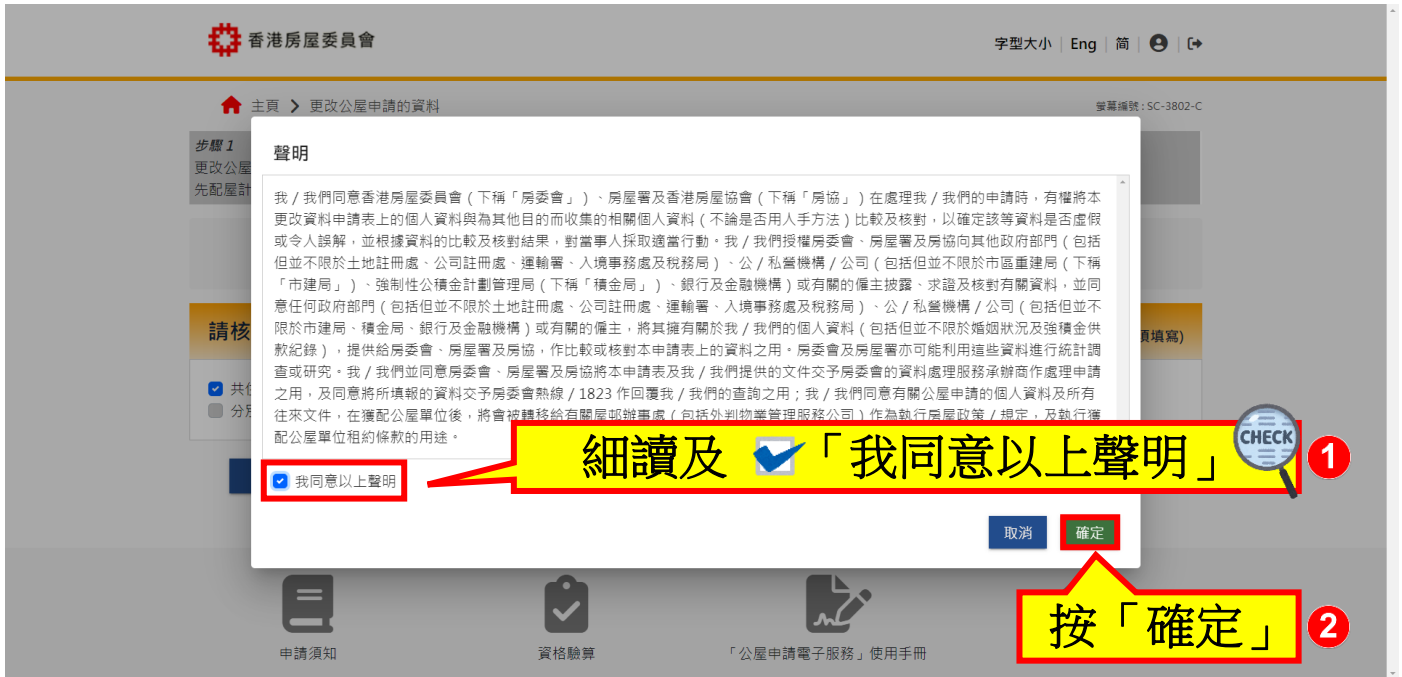 香港房屋委員會
字型大小 | Eng | 简
主頁 > 更改公屋申請的資料
螢幕編號 : SC-3802-C
步驟 1
更改公屋
先配屋計
聲明
我 / 我們同意香港房屋委員會 ( 下稱「房委會」) 、房屋署及香港房屋協會 ( 下稱「房協」) 在處理我 / 我們的申請時，有權將本
更改資料申請表上的個人資料與為其他目的而收集的相關個人資料 ( 不論是否用人手方法 ) 比較及核對，以確定該等資料是否虛假
或令人誤解，並根據資料的比較及核對結果，對當事人採取適當行動。我 / 我們授權房委會、房屋署及房協向其他政府部門 ( 包括
但並不限於土地註冊處、公司註冊處、運輸署、入境事務處及稅務局 ) 、公 / 私營機構 / 公司 ( 包括但並不限於市區重建局 ( 下稱
「市建局」) 、強制性公積金計劃管理局 ( 下稱「積金局」) 、銀行及金融機構 ) 或有關的僱主披露、求證及核對有關資料，並同
意任何政府部門 ( 包括但並不限於土地註冊處、公司註冊處、運輸署、入境事務處及稅務局 ) 、公 / 私營機構 / 公司 ( 包括但並不
限於市建局、積金局、銀行及金融機構 ) 或有關的僱主，將其擁有關於我 / 我們的個人資料 ( 包括但並不限於婚姻狀況及強積金供
款紀錄 ) ，提供給房委會、房屋署及房協，作比較或核對本申請表上的資料之用。房委會及房屋署亦可能利用這些資料進行統計調
查或研究。我 / 我們並同意房委會、房屋署及房協將本申請表及我 / 我們提供的文件交予房委會的資料處理服務承辦商作處理申請
之用，及同意將所填報的資料交予房委會熱線 / 1823 作回覆我 / 我們的查詢之用；我 / 我們同意有關公屋申請的個人資料及所有
往來文件，在獲配公屋單位後，將會被轉移給有關屋邨辦事處 ( 包括外判物業管理服務公司 ) 作為執行房屋政策 / 規定，及執行獲
配公屋單位租約條款的用途。
請核
填寫)
共住
分
細讀及 「我同意以上聲明」
CHECK
1
我同意以上聲明
取消
確定
按「確定」
2
申請須知
資格驗算
「公屋申請電子服務」使用手冊